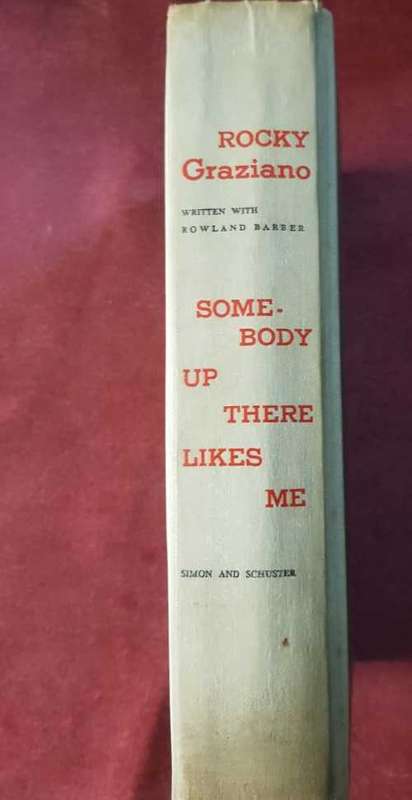 ROCKY
Graziano
WRITTEN WITH
ROWLAND BARBER
SOME-
BODY
UP
THERE
LIKES
ME
SIMON AND SCHUSTER